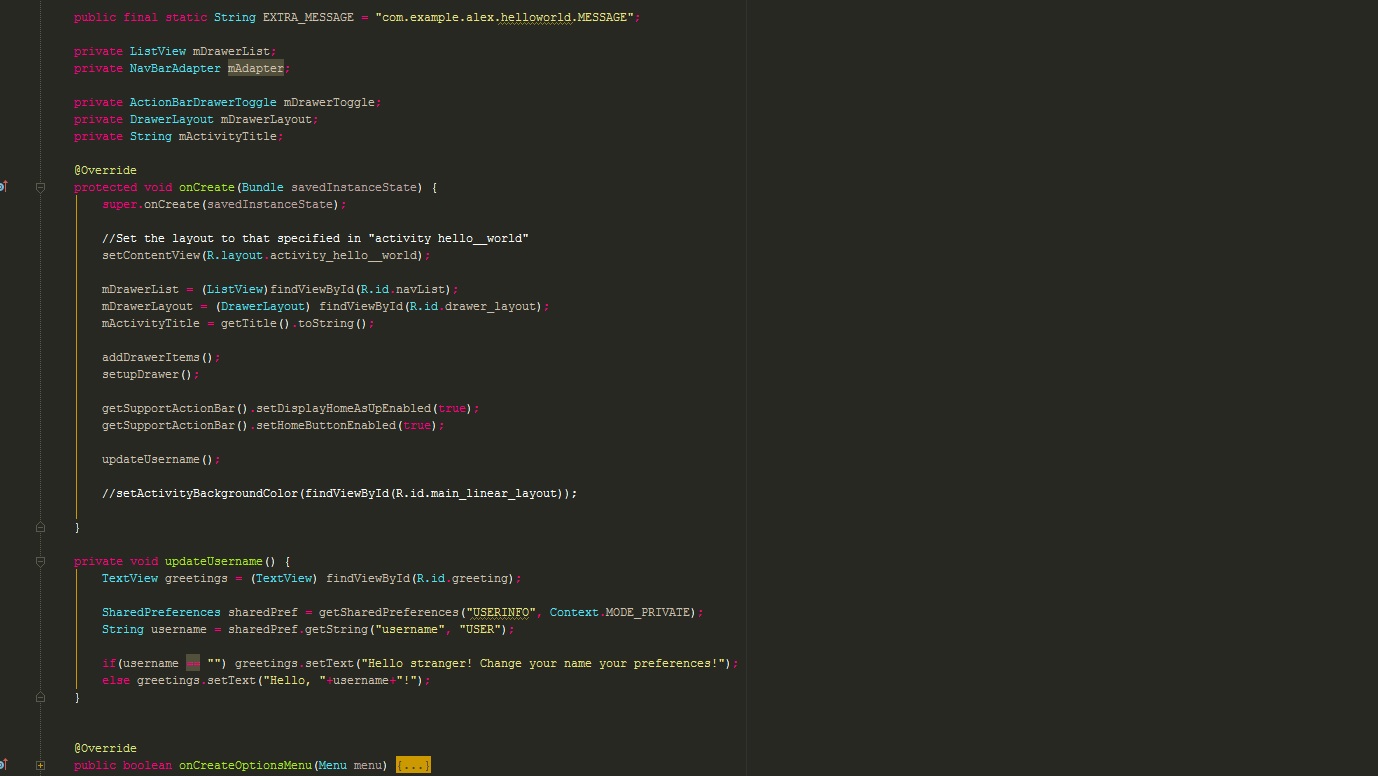 public final static String EXTRA_MESSAGE = "com.example.alex.helloworld.MESSAGE";
private ListView mDrawerList;
private NavBarAdapter mAdapter;
private ActionBarDrawerToggle mDrawerToggle;
private DrawerLayout mDrawerLayout;
private String mActivityTitle;
@Override
protected void onCreate(Bundle savedInstanceState) {
super.onCreate(savedInstanceState);
//Set the layout to that specified in "activity hello__world"
setContentView(R.layout.activity_hello__world);
mDrawerList = (ListView)findViewById(R.id.navList);
mDrawerLayout = (DrawerLayout) findViewById(R.id.drawer_layout);
mActivityTitle = getTitle().toString();
addDrawerItems();
setupDrawer();
getSupportActionBar().setDisplayHomeAsUpEnabled(true);
getSupportActionBar().setHomeButtonEnabled(true);
updateUsername();
//setActivityBackgroundColor(findViewById(R.id.main_linear_layout));
}
private void updateUsername() {
TextView greetings = (TextView) findViewById(R.id.greeting);
SharedPreferences sharedPref = getSharedPreferences("USERINFO", Context.MODE_PRIVATE);
String username = sharedPref.getString("username", "USER");
if(username == "") greetings.setText("Hello stranger! Change your name your preferences!");
else greetings.setText("Hello, "+username+"!");
}
@Override
public boolean onCreateOptionsMenu(Menu menu) {...}